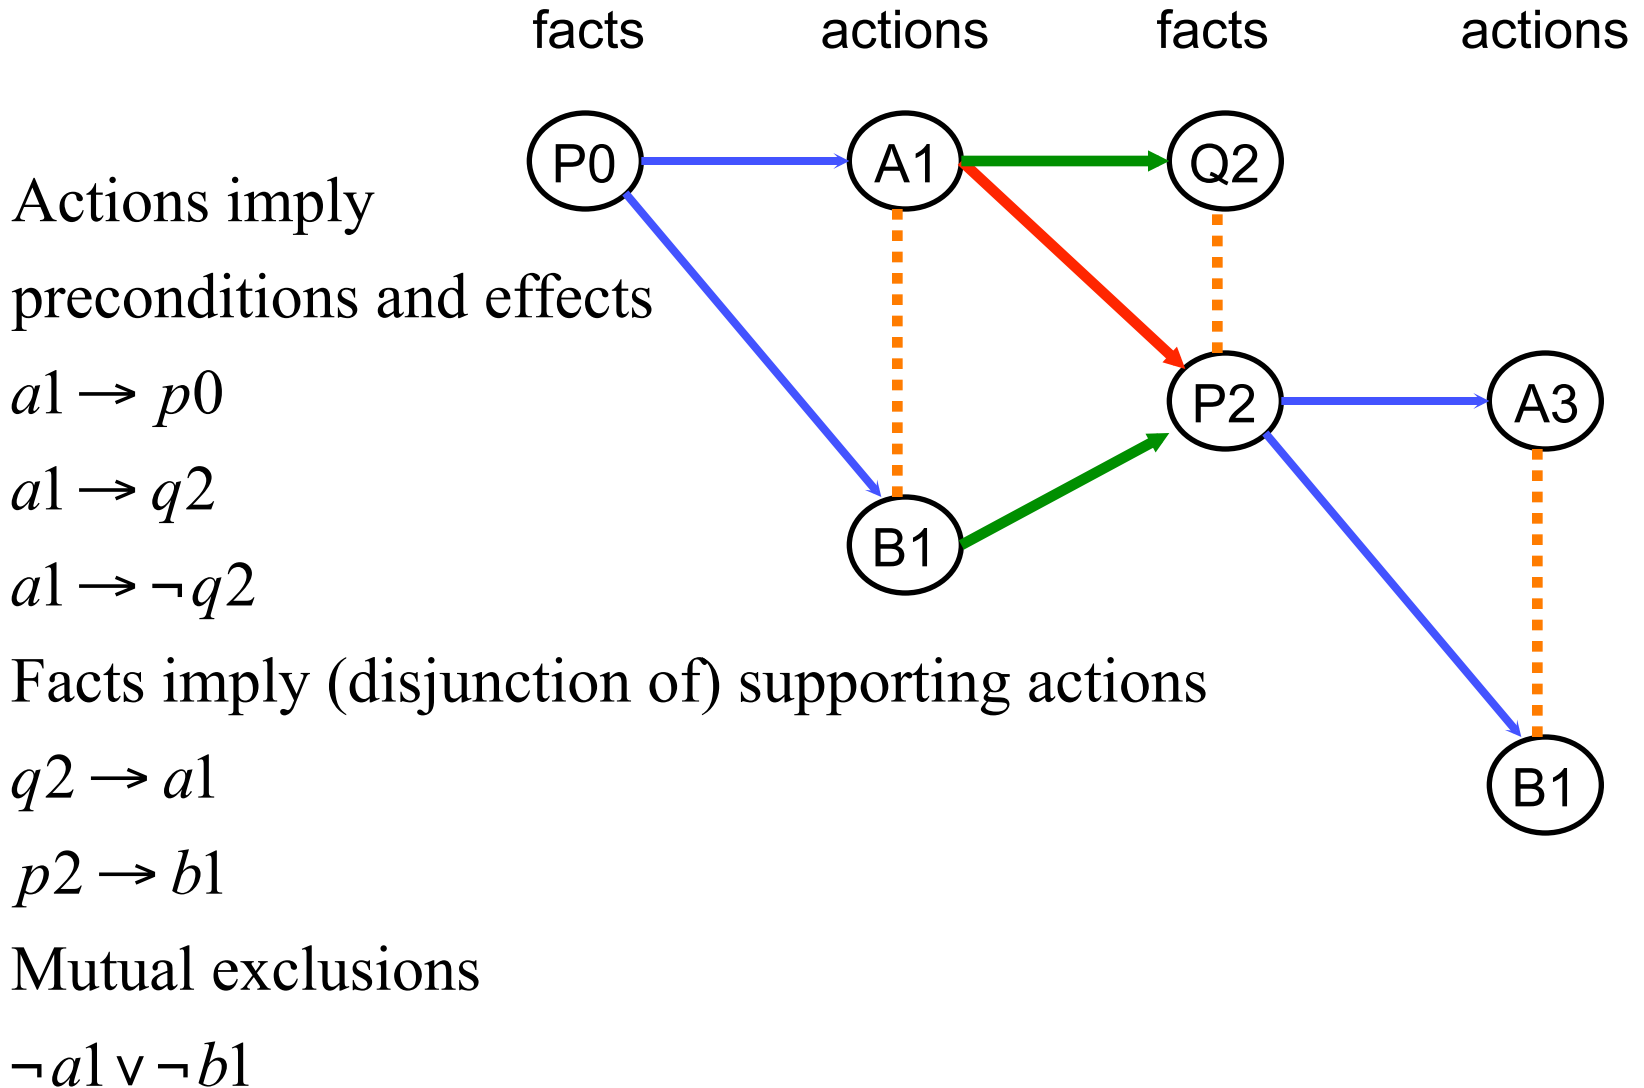 facts actions facts actions
P0 A1 Q2
Actions imply
preconditions and effects
a1 → p0
P2 A3
a1 → q2
B1
a1 → ¬q2
Facts imply (disjunction of) supporting actions
q2 → a1
B1
p2 → b1
Mutual exclusions
¬a1 ∨ ¬b1